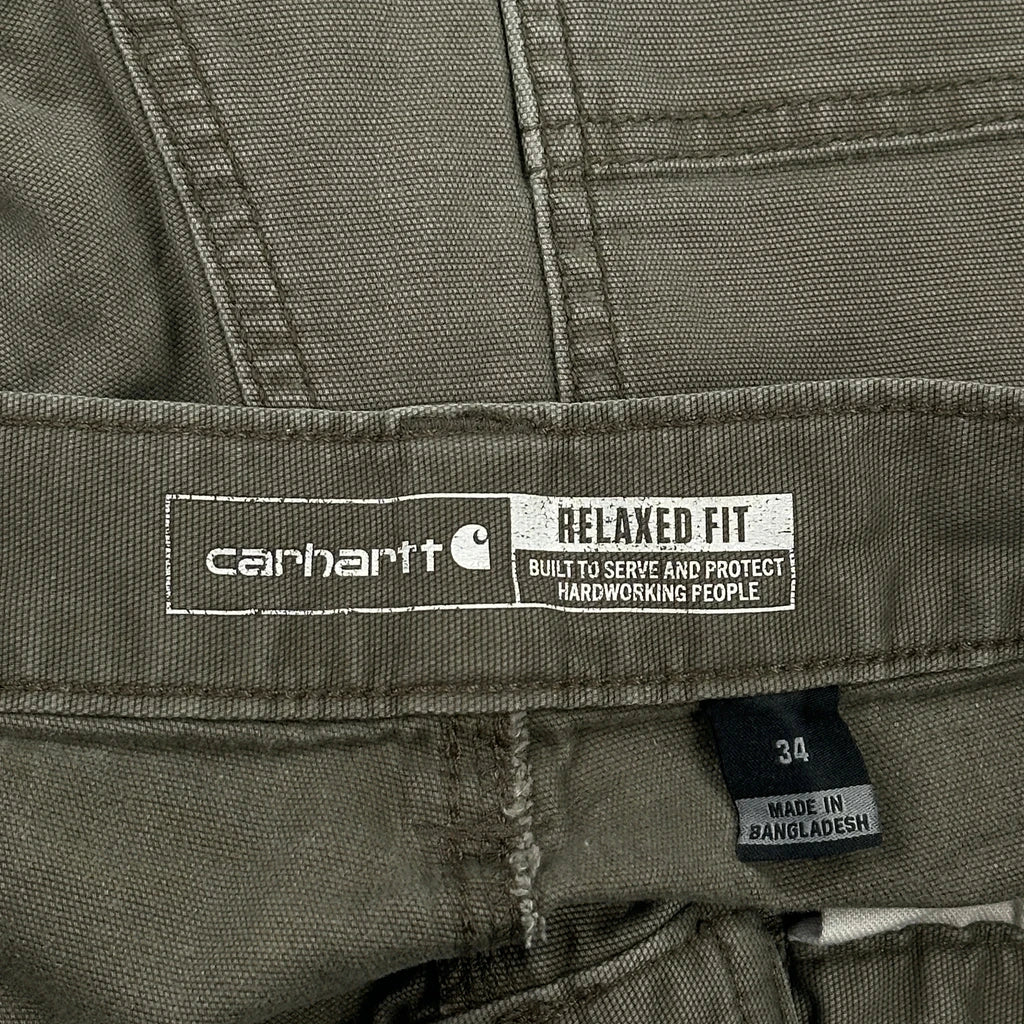 carhartt
RELAXED FIT
BUILT TO SERVE AND PROTECT
HARDWORKING PEOPLE
34
MADE IN
BANGLADESH